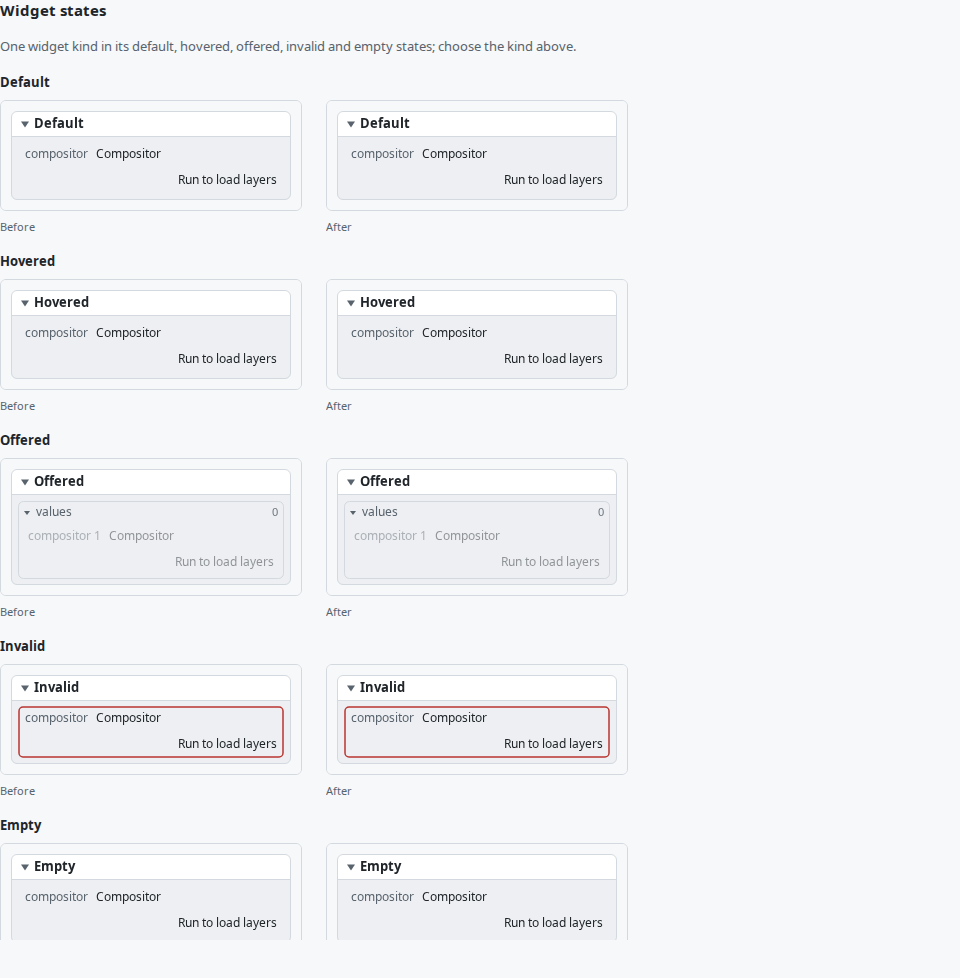 Widget states
One widget kind in its default, hovered, offered, invalid and empty states; choose the kind above.
Default
Default
compositor Compositor
Run to load layers
Before
Default
compositor Compositor
Run to load layers
After
Hovered
Hovered
compositor Compositor
Run to load layers
Before
Hovered
compositor Compositor
Run to load layers
After
Offered
Offered
values 0
compositor 1 Compositor
Run to load layers
Before
Offered
values 0
compositor 1 Compositor
Run to load layers
After
Invalid
Invalid
compositor Compositor
Run to load layers
Before
Invalid
compositor Compositor
Run to load layers
After
Empty
Empty
compositor Compositor
Run to load layers
Empty
compositor Compositor
Run to load layers